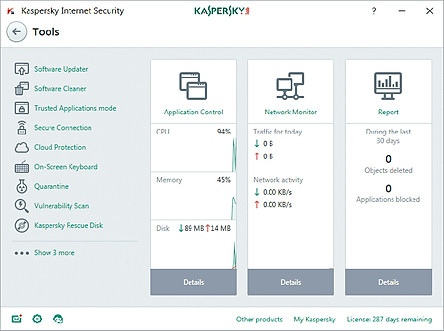 Kaspersky Internet Security
KASPERSKY lab
?
Tools
Software Updater
Software Cleaner
Trusted Applications mode
Secure Connection
Cloud Protection
On-Screen Keyboard
Quarantine
Vulnerability Scan
Kaspersky Fescue Disk
Show 3 more
Application Control
CPU 94%
Memory 45%
Disk 89 MB 14 MB
Details
Network Monitor
Traffic for today
0 Б
0 Б
Network activity
0.00 KB/s
0.00 KB/s
Details
Report
During the last
30 days
0
Objects deleted
0
Applications blocked
Details
Other products My Kaspersky License: 287 days remaining